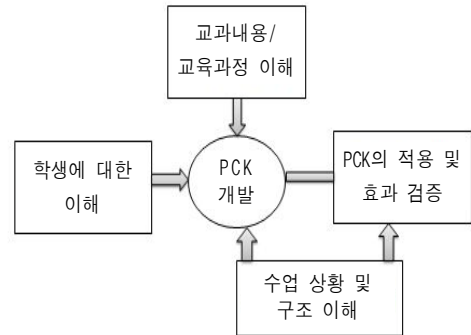 교과내용/
교육과정 이해
학생에 대한
이해
PCK
개발
PCK의 적용 및
효과 검증
수업 상황 및
구조 이해